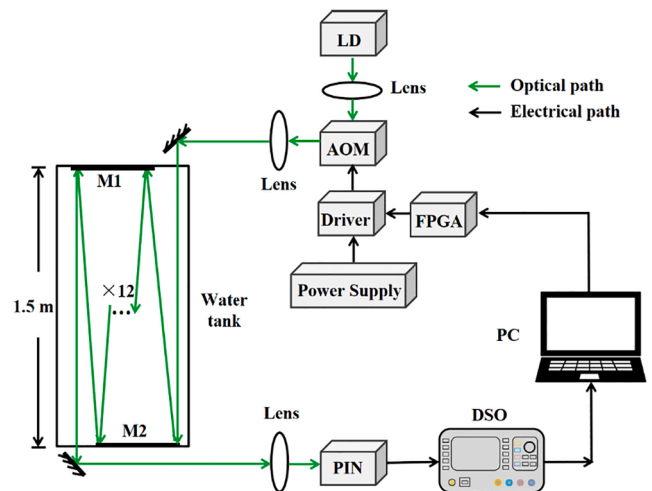 LD
Lens
Optical path
Electrical path
AOM
Lens
M1
Driver
FPGA
1.5 m
×12
...
Water
tank
Power Supply
PC
M2
Lens
DSO
PIN